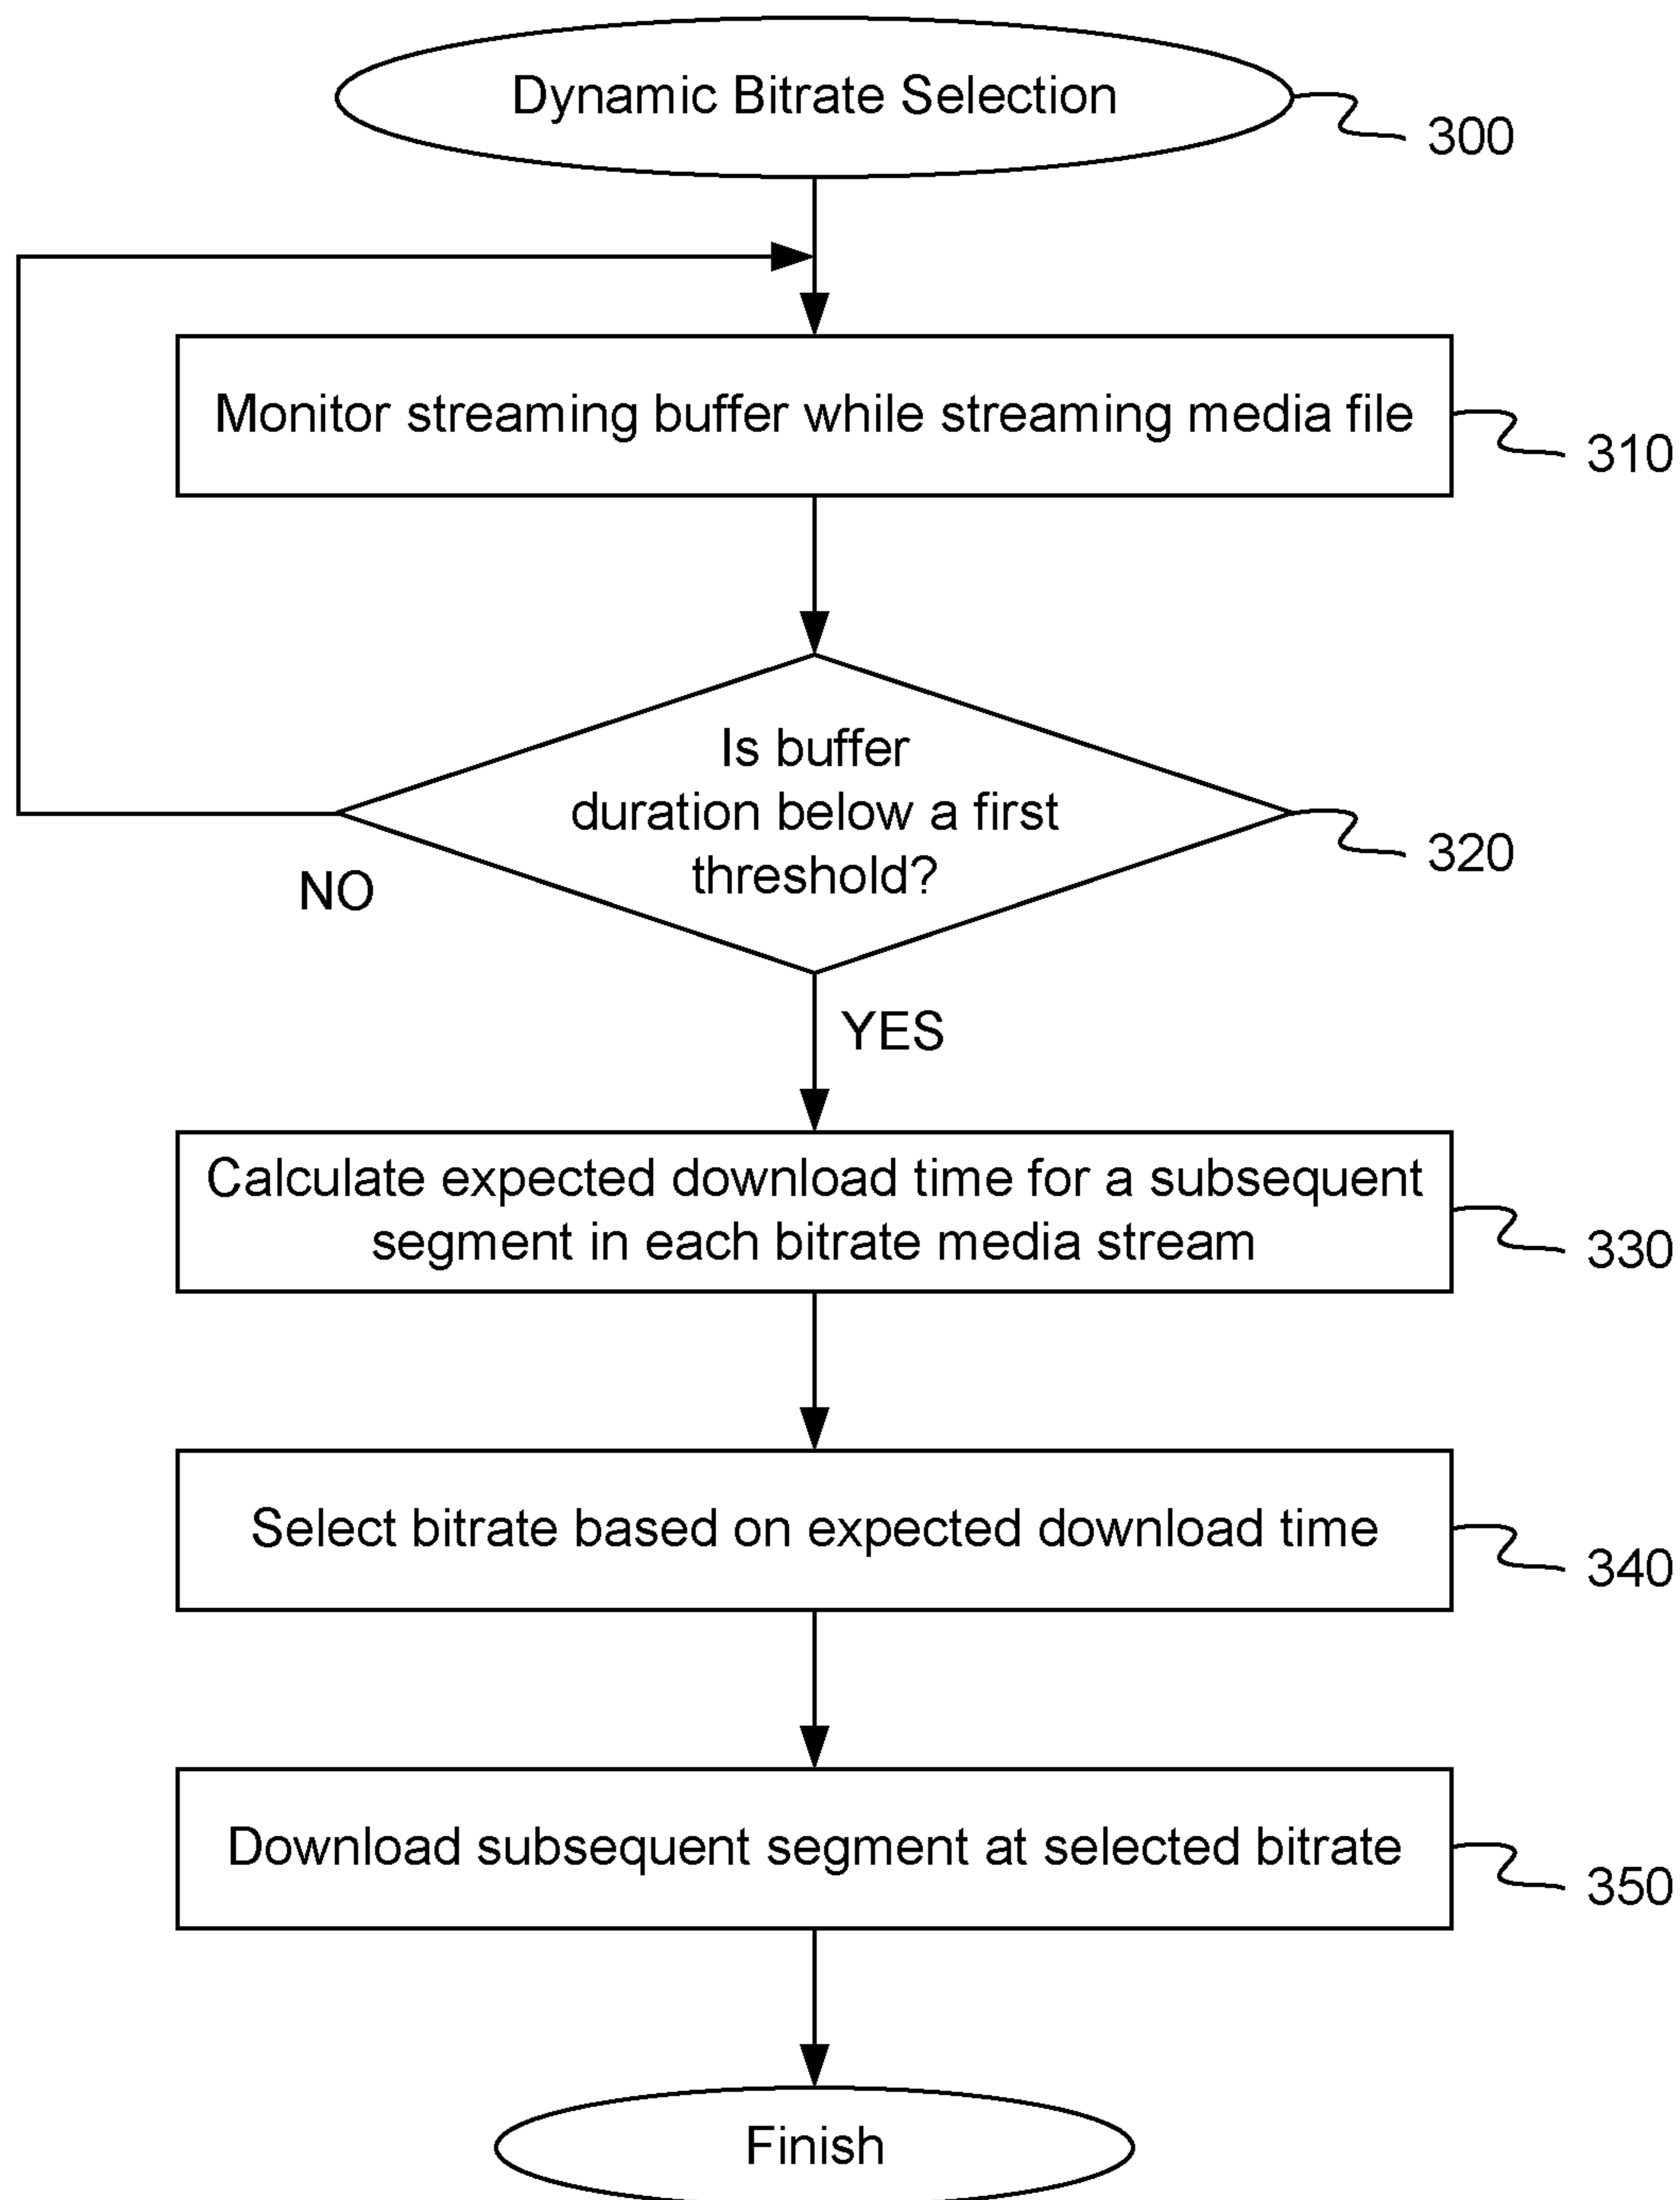 Dynamic Bitrate Selection
300
Monitor streaming buffer while streaming media file
310
Is buffer
duration below a first
threshold?
320
NO
YES
Calculate expected download time for a subsequent
segment in each bitrate media stream
330
Select bitrate based on expected download time
340
Download subsequent segment at selected bitrate
350
Finish